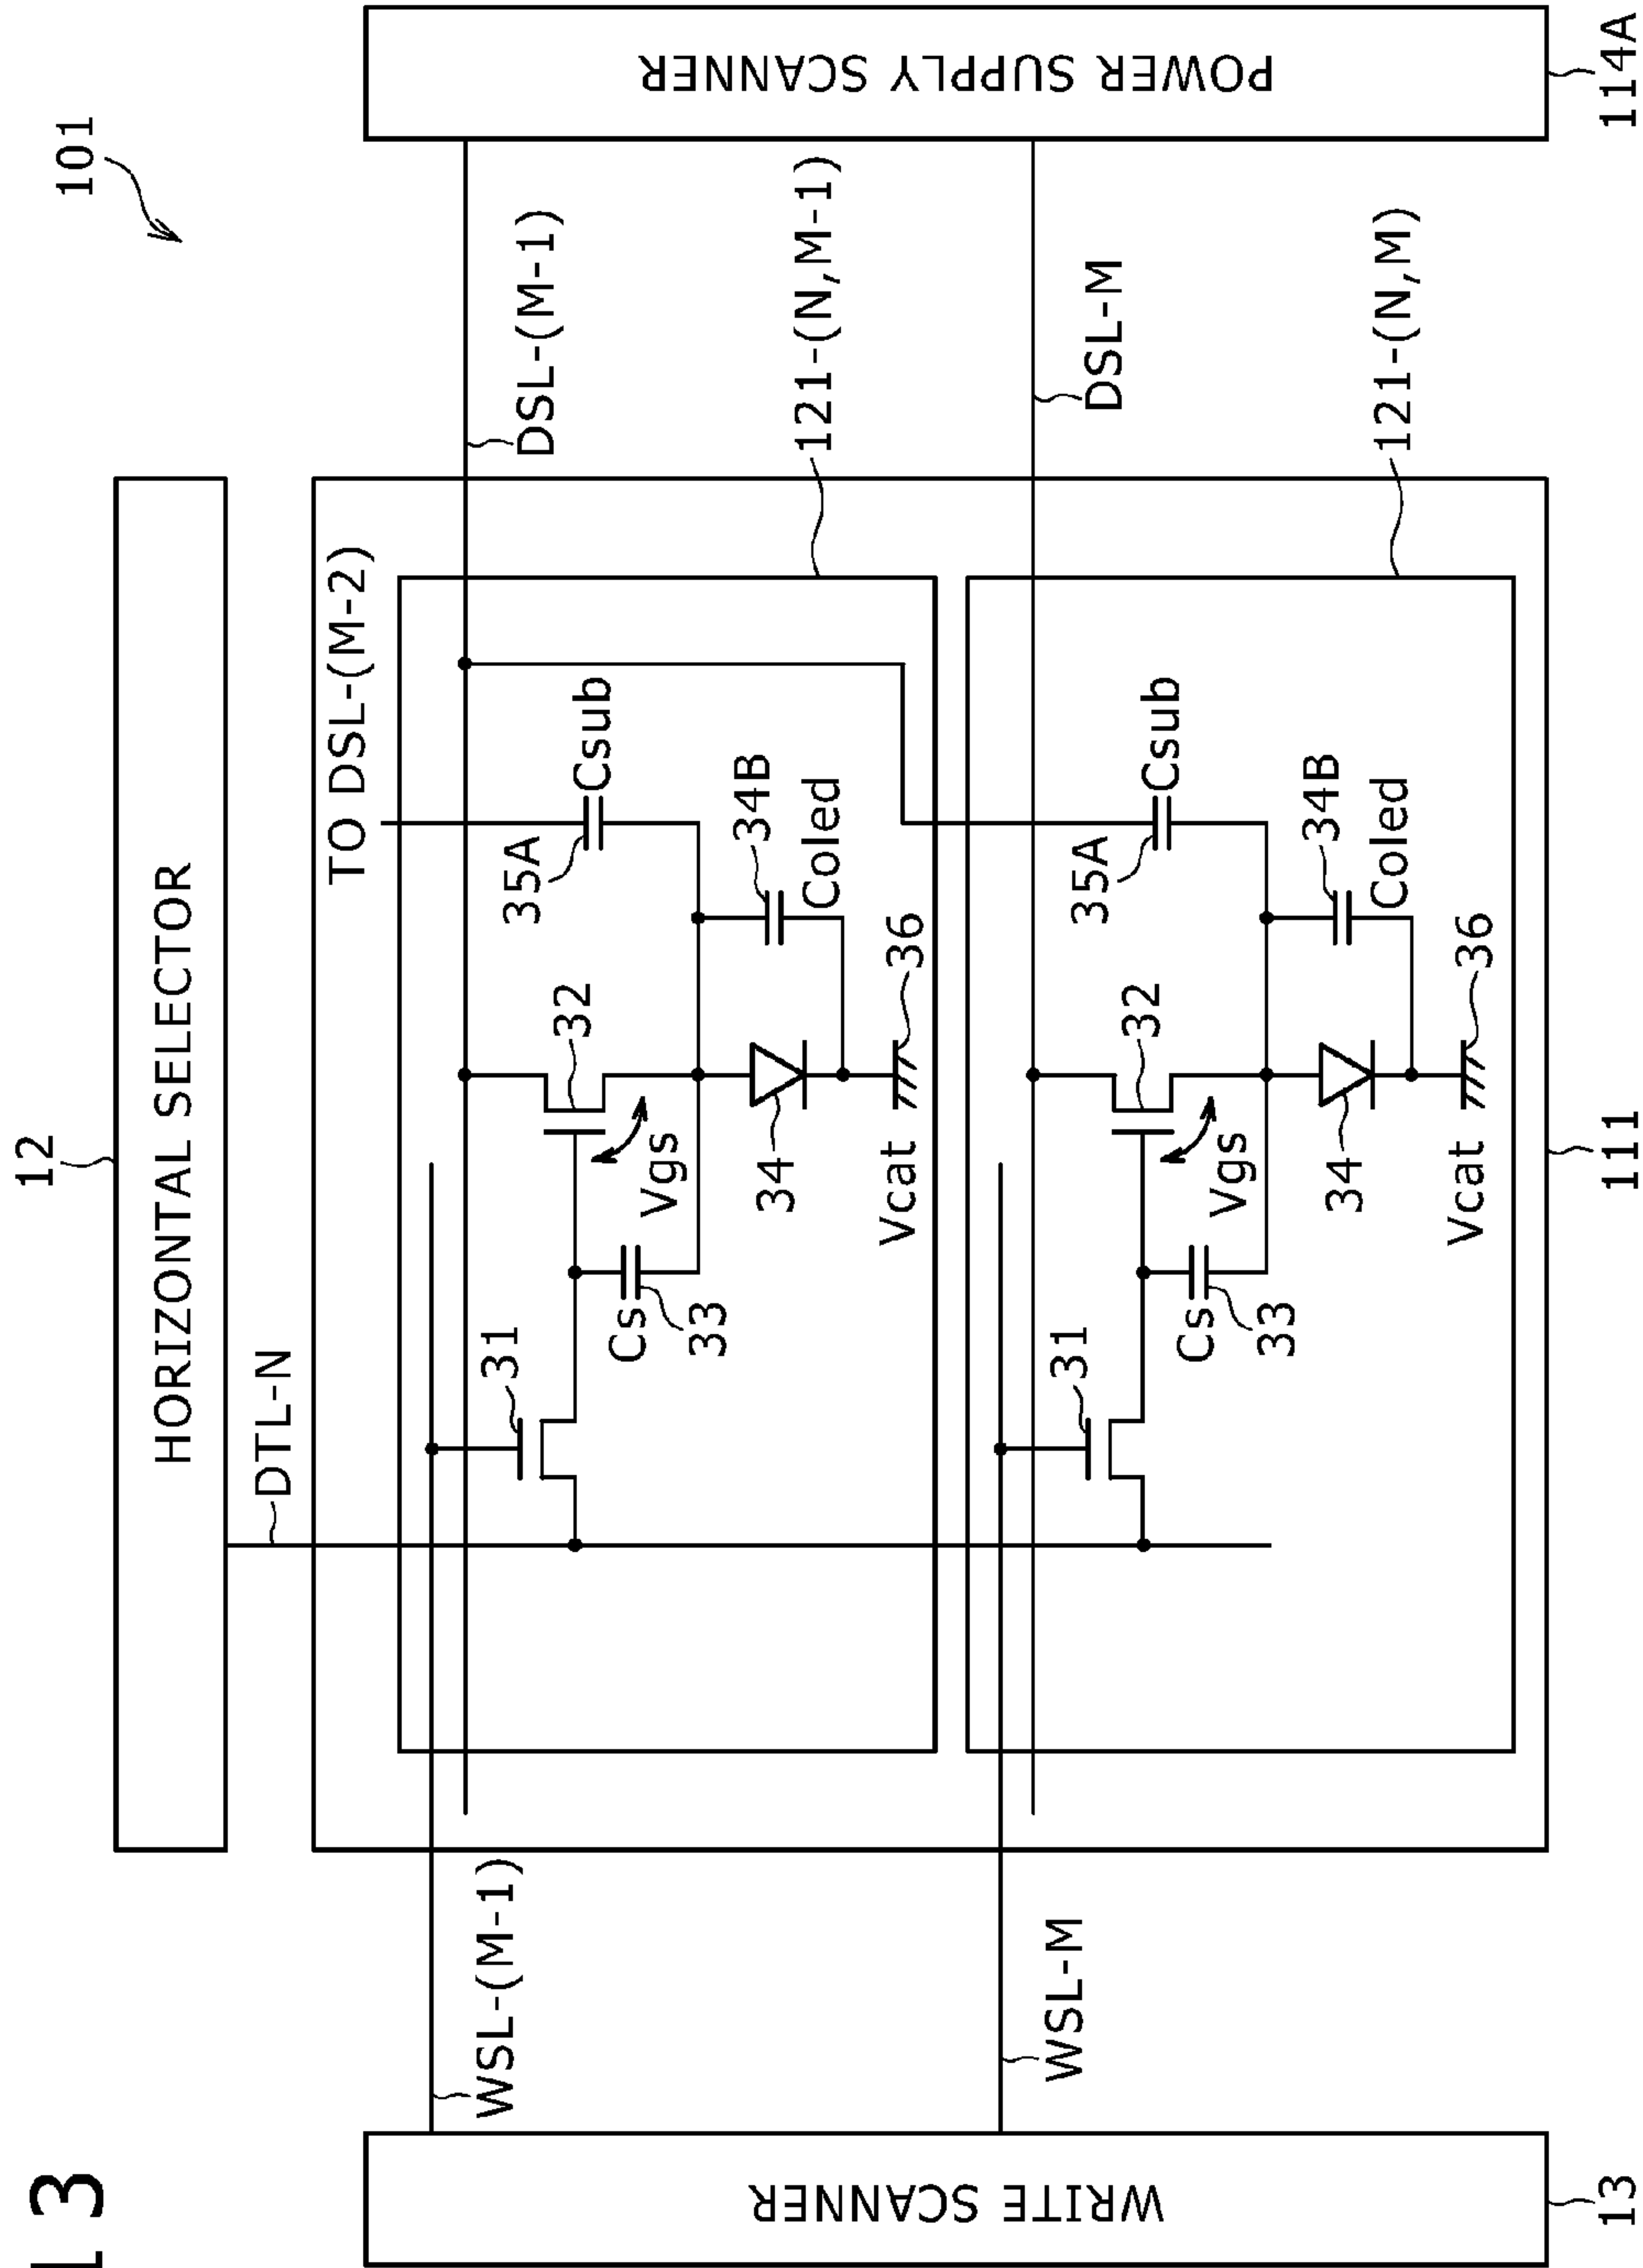 13
101
12
HORIZONTAL SELECTOR
DTL-N
TO DSL-(M-2)
WSL-(M-1)
DSL-(M-1)
31
32
35A
Csub
Cs
33
Vgs
34
34B
Coled
Vcat
36
121-(N,M-1)
WSL-M
DSL-M
31
32
35A
Csub
Cs
33
Vgs
34
34B
Coled
Vcat
36
121-(N,M)
WRITE SCANNER
13
111
POWER SUPPLY SCANNER
114A